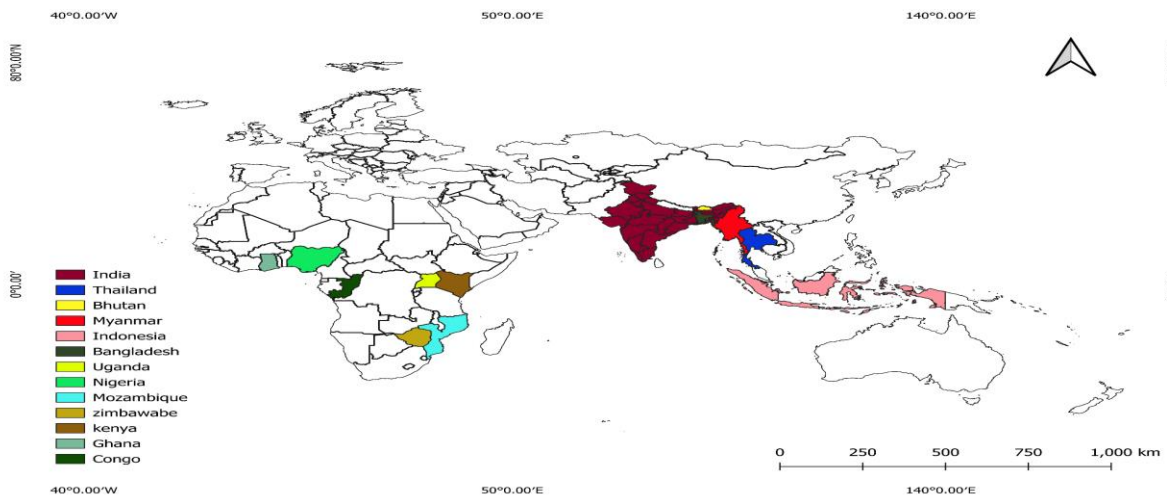 40°0.00′W 50°0.00′E 140°0.00′E
80°0.00′N
0°0.00′
India
Thailand
Bhutan
Myanmar
Indonesia
Bangladesh
Uganda
Nigeria
Mozambique
zimbawabe
kenya
Ghana
Congo
0 250 500 750 1,000 km
40°0.00′W 50°0.00′E 140°0.00′E